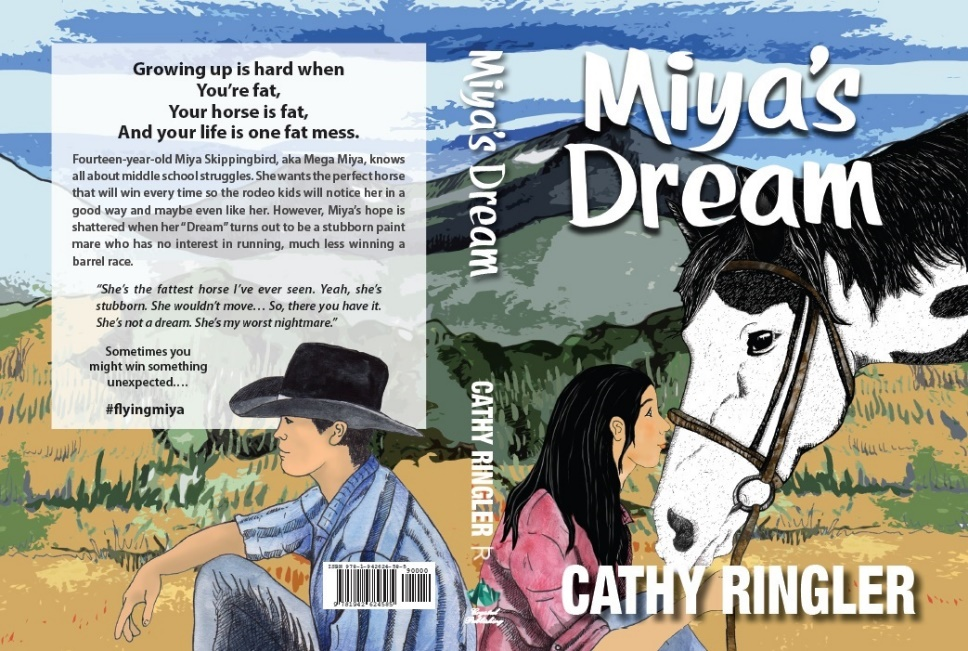 Growing up is hard when
You're fat,
Your horse is fat,
And your life is one fat mess.
Fourteen-year-old Miya Skippingbird, aka Mega Miya, knows
all about middle school struggles. She wants the perfect horse
that will win every time so the rodeo kids will notice her in a
good way and maybe even like her. However, Miya's hope is
shattered when her "Dream" turns out to be a stubborn paint
mare who has no interest in running, much less winning a
barrel race.
"She's the fattest horse I've ever seen. Yeah, she's
stubborn. She wouldn't move… So, there you have it.
She's not a dream. She's my worst nightmare."
Sometimes you
might win something
unexpected….
#flyingmiya
90000
Miya's Dream
CATHY RINGLER
Miya's
Dream
CATHY RINGLER